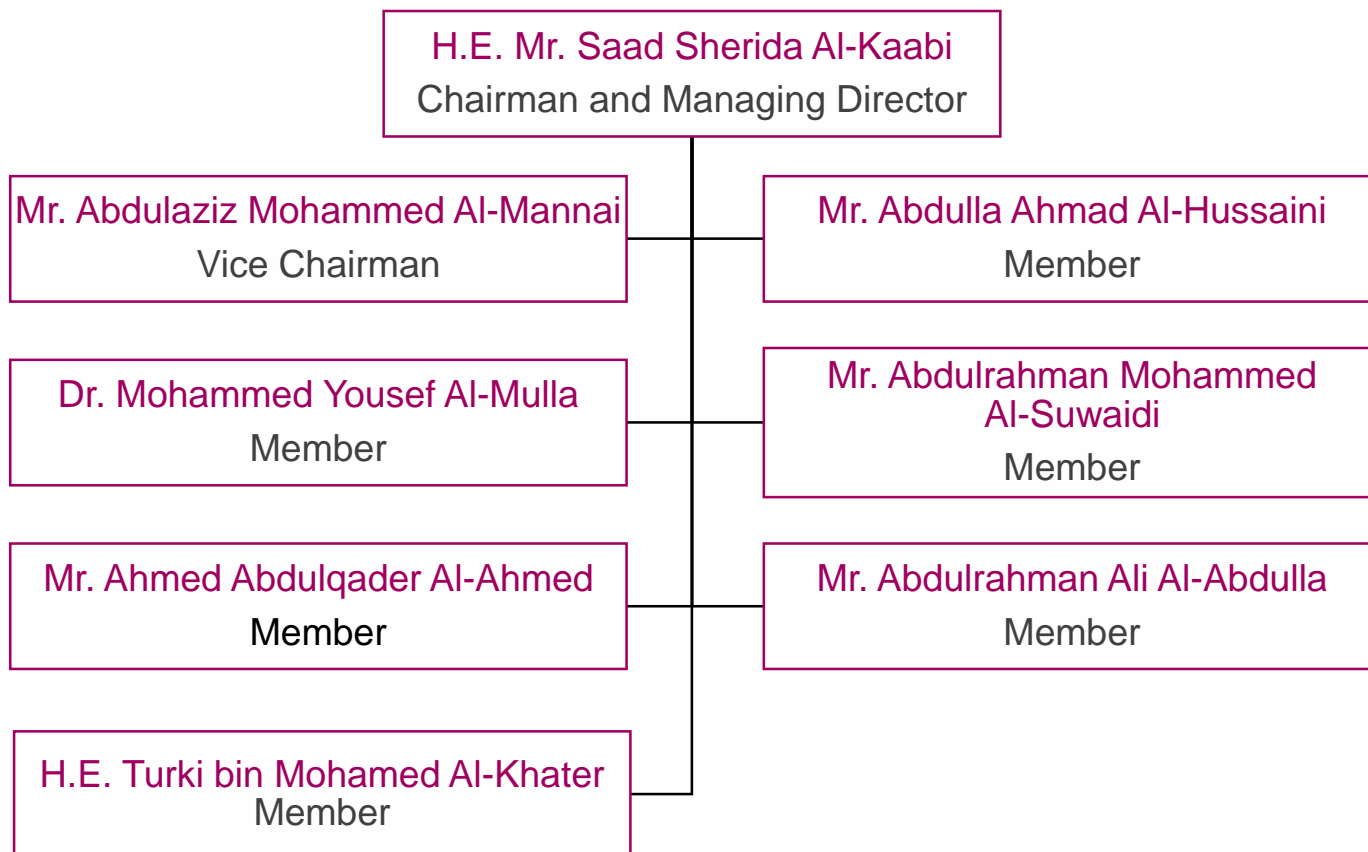 H.E. Mr. Saad Sherida Al-Kaabi
Chairman and Managing Director
Mr. Abdulaziz Mohammed Al-Mannai
Vice Chairman
Mr. Abdulla Ahmad Al-Hussaini
Member
Dr. Mohammed Yousef Al-Mulla
Member
Mr. Abdulrahman Mohammed
Al-Suwaidi
Member
Mr. Ahmed Abdulqader Al-Ahmed
Member
Mr. Abdulrahman Ali Al-Abdulla
Member
H.E. Turki bin Mohamed Al-Khater
Member